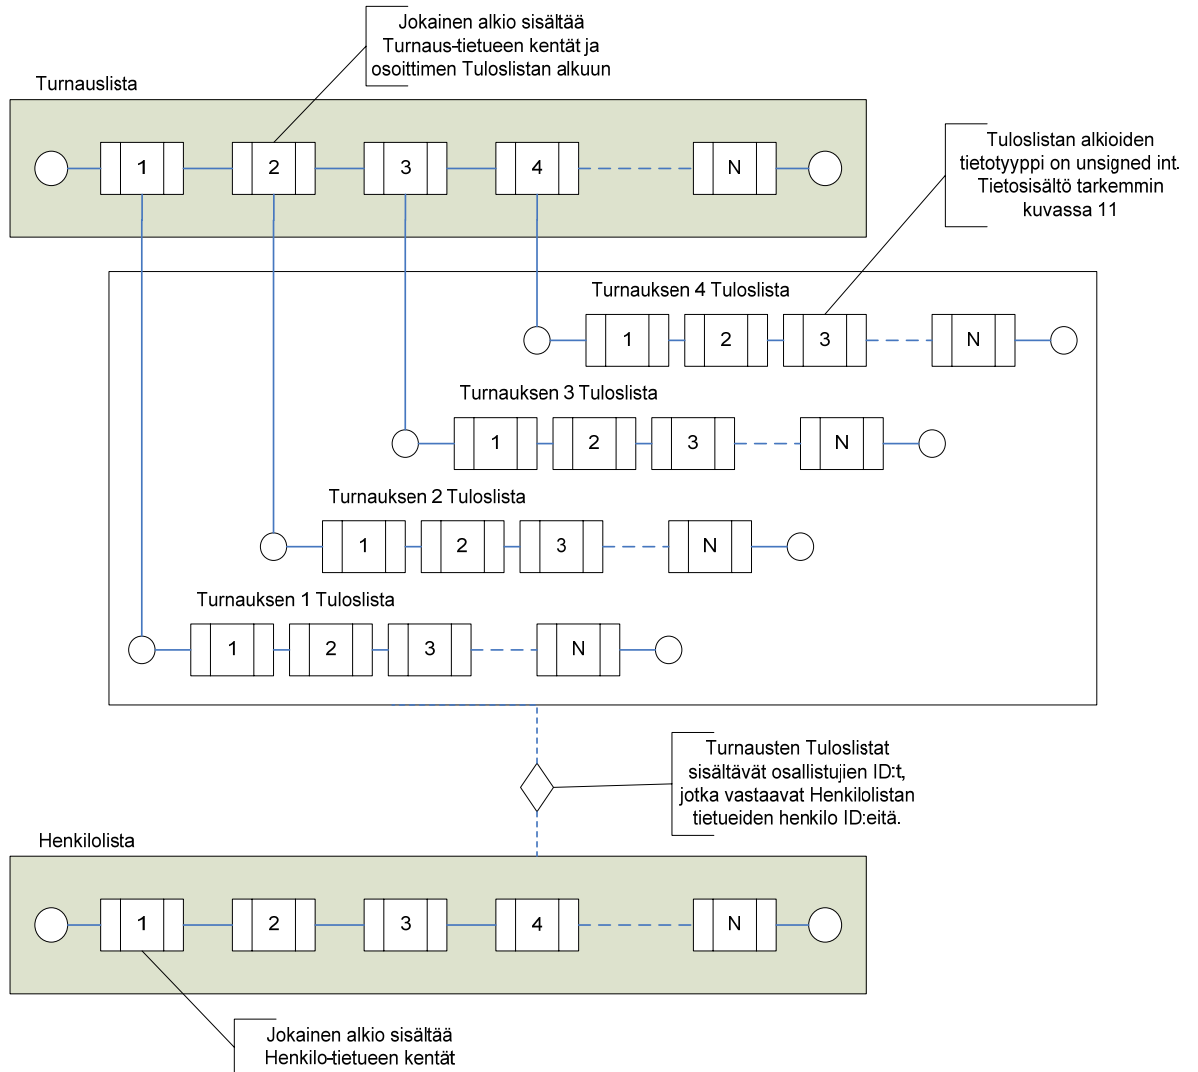 Jokainen alkio sisältää
Turnaus-tietueen kentät ja
osoittimen Tuloslistan alkuun
Turnauslista
1 2 3 4 N
Tuloslistan alkioiden
tietotyyppi on unsigned int.
Tietosisältö tarkemmin
kuvassa 11
Turnauksen 4 Tuloslista
1 2 3 N
Turnauksen 3 Tuloslista
1 2 3 N
Turnauksen 2 Tuloslista
1 2 3 N
Turnauksen 1 Tuloslista
1 2 3 N
Turnausten Tuloslistat
sisältävät osallistujien ID:t,
jotka vastaavat Henkilolistan
tietueiden henkilo ID:eitä.
Henkilolista
1 2 3 4 N
Jokainen alkio sisältää
Henkilo-tietueen kentät